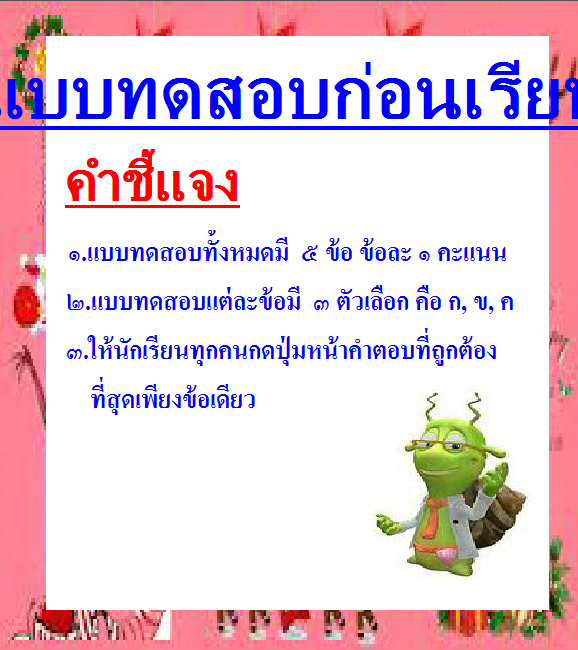 แบบทดสอบก่อนเรียน
คำชี้แจง
๑.แบบทดสอบทั้งหมดมี ๕ ข้อ ข้อละ ๑ คะแนน
๒.แบบทดสอบแต่ละข้อมี ๓ ตัวเลือก คือ ก, ข, ค
๓.ให้นักเรียนทุกคนกดปุ่มหน้าคำตอบที่ถูกต้อง
ที่สุดเพียงข้อเดียว